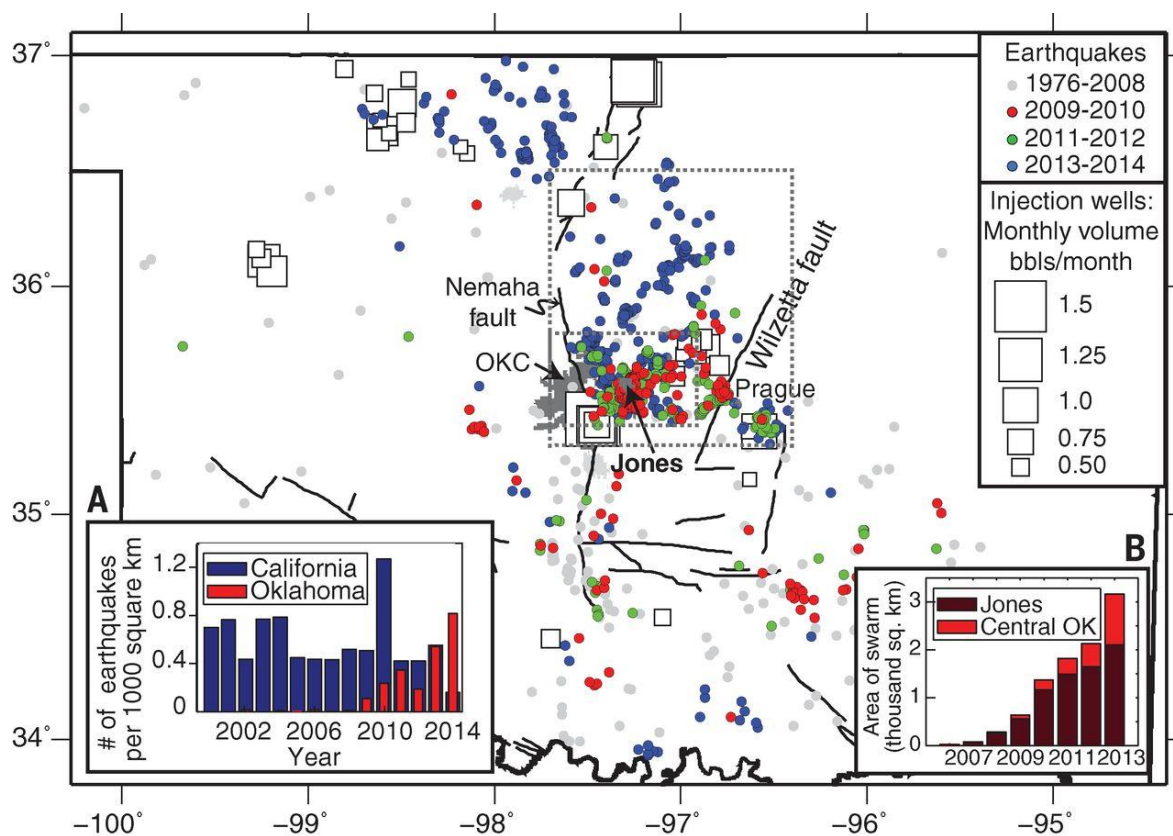 37°
36°
35°
34°
−100
−99
−98
−97
−96
−95
Earthquakes
1976-2008
2009-2010
2011-2012
2013-2014
Injection wells:
Monthly volume
bbls/month
1.5
1.25
1.0
0.75
0.50
Nemaha
fault
OKC
Wilzetta fault
Prague
Jones
A
# of earthquakes
per 1000 square km
1.2
0.8
0.4
0
California
Oklahoma
2002
2006
2010
2014
Year
B
Area of swarm
(thousand sq. km)
3
2
1
0
Jones
Central OK
2007
2009
2011
2013